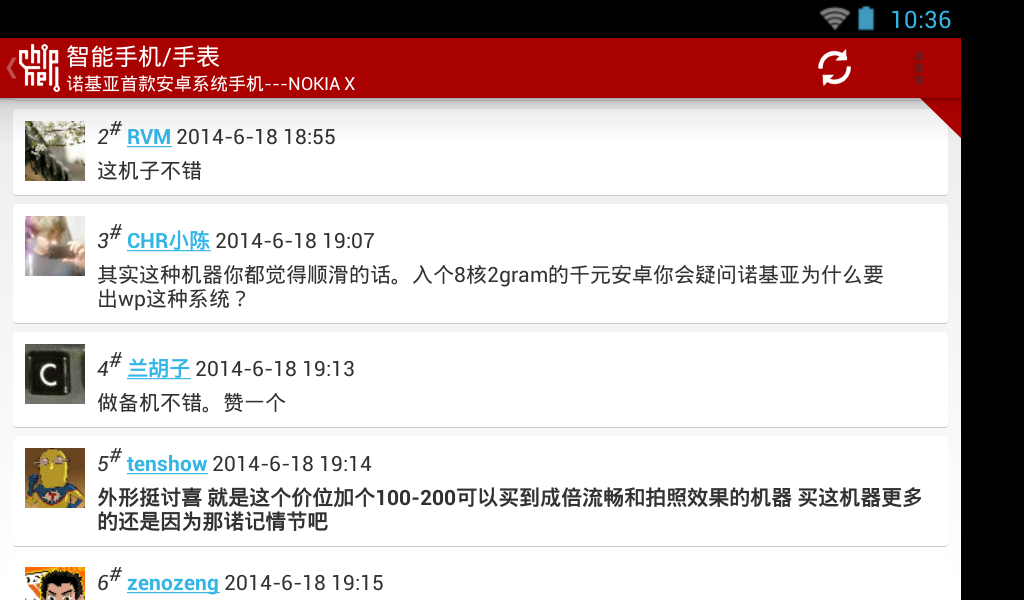 10:36
chip
hell
智能手机/手表
诺基亚首款安卓系统手机---NOKIA X
2# RVM 2014-6-18 18:55
这机子不错
3# CHR小陈 2014-6-18 19:07
其实这种机器你都觉得顺滑的话。入个8核2gram的千元安卓你会疑问诺基亚为什么要
出wp这种系统？
C
4# 兰胡子 2014-6-18 19:13
做备机不错。赞一个
5# tenshow 2014-6-18 19:14
外形挺讨喜 就是这个价位加个100-200可以买到成倍流畅和拍照效果的机器 买这机器更多
的还是因为那诺记情节吧
6# zenozeng 2014-6-18 19:15